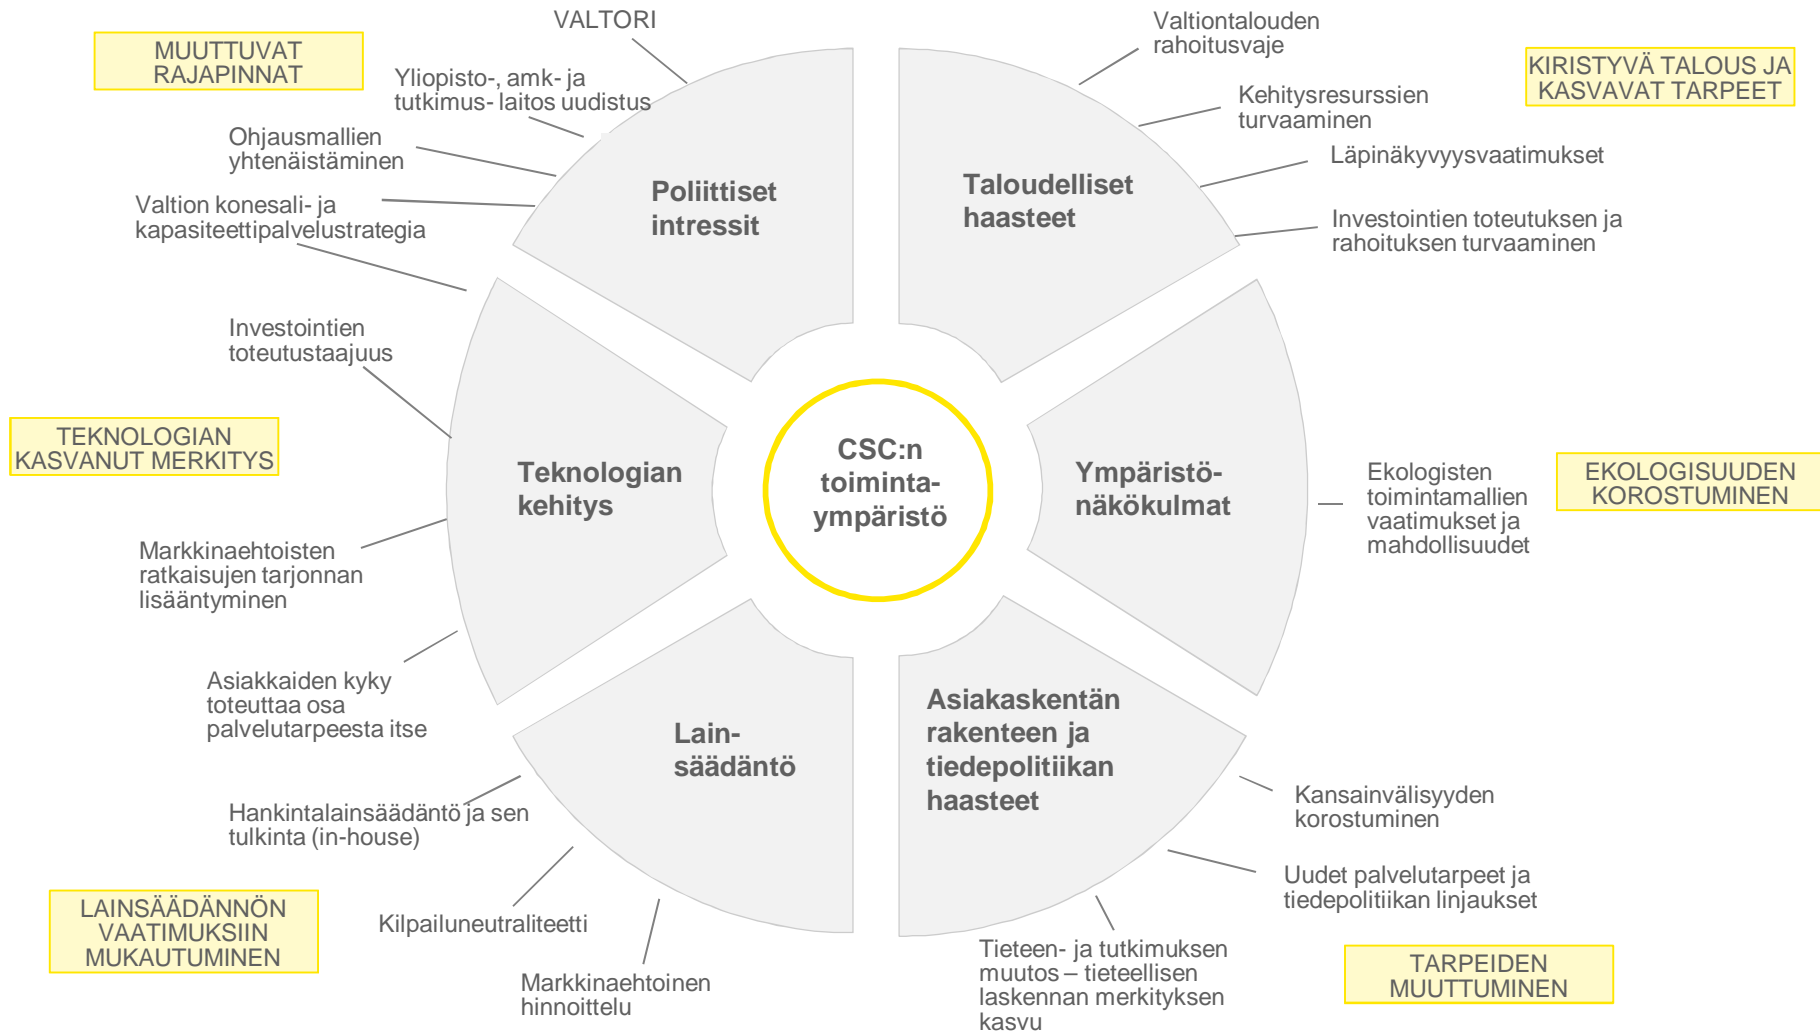 VALTORI
MUUTTUVAT
RAJAPINNAT
Yliopisto-, amk- ja
tutkimus- laitos uudistus
Ohjausmallien
yhtenäistäminen
Valtion konesali- ja
kapasiteettipalvelustrategia
Poliittiset
intressit
Valtiontalouden
rahoitusvaje
KIRISTYVÄ TALOUS JA
KASVAVAT TARPEET
Kehitysresurssien
turvaaminen
Läpinäkyvyysvaatimukset
Investointien toteutuksen ja
rahoituksen turvaaminen
Taloudelliset
haasteet
Investointien
toteutustaajuus
TEKNOLOGIAN
KASVANUT MERKITYS
Teknologian
kehitys
Markkinaehtoisten
ratkaisujen tarjonnan
lisääntyminen
Asiakkaiden kyky
toteuttaa osa
palvelutarpeesta itse
CSC:n
toiminta-
ympäristö
Ympäristö-
näkökulmat
Ekologisten
toimintamallien
vaatimukset ja
mahdollisuudet
EKOLOGISUUDEN
KOROSTUMINEN
Lain-
säädäntö
Hankintalainsäädäntö ja sen
tulkinta (in-house)
Kilpailuneutraliteetti
Markkinaehtoinen
hinnoittelu
LAINSÄÄDÄNNÖN
VAATIMUKSIIN
MUKAUTUMINEN
Asiakaskentän
rakenteen ja
tiedepolitiikan
haasteet
Kansainvälisyyden
korostuminen
Uudet palvelutarpeet ja
tiedepolitiikan linjaukset
Tieteen- ja tutkimuksen
muutos – tieteellisen
laskennan merkityksen
kasvu
TARPEIDEN
MUUTTUMINEN